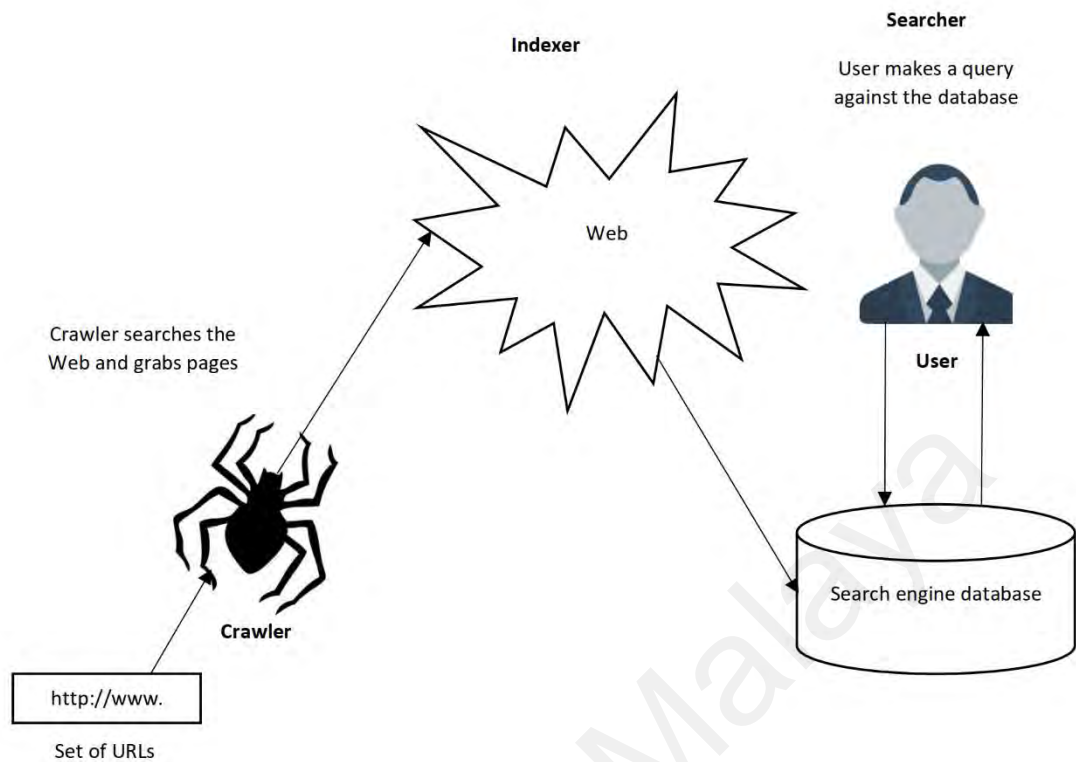 Searcher
Indexer
User makes a query
against the database
Web
Crawler searches the
Web and grabs pages
User
Search engine database
Crawler
http://www.
Set of URLs
Malaya